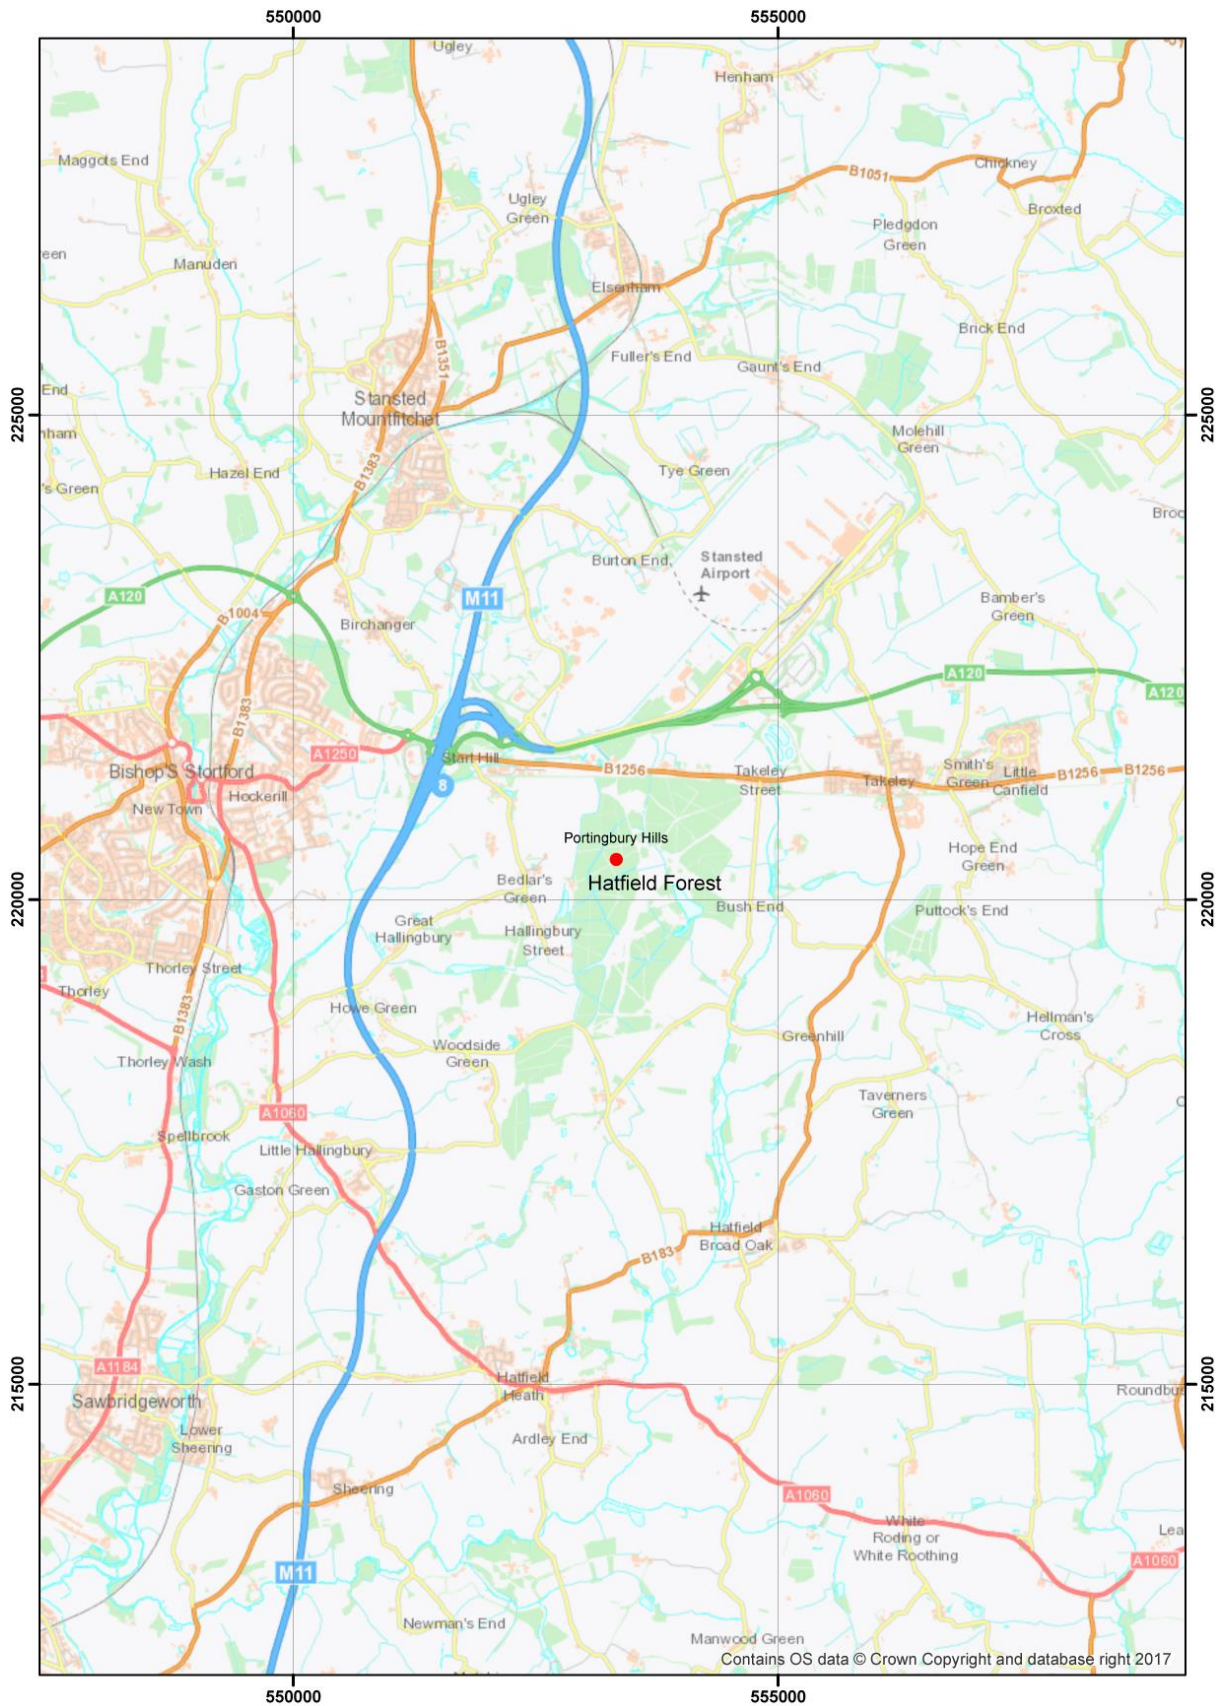 550000
555000
Ugley
Henham
Maggots End
Chickney
B1051
Ugley
Green
Broxted
Pledgdon
Green
Manuden
Elsenham
Brick End
B1351
Fuller's End
Gaunt's End
End
Stansted
Mountfitchet
225000
225000
nham
Molehill
Green
Hazel End
B1383
Tye Green
's Green
Broc
Burton End
Stansted
Airport
A120
M11
Bamber's
Green
B1004
Birchanger
A120
A120
B1383
A1250
Start Hill
B1256
Takeley
Street
Takeley
Smith's
Green
Little
Canfield
B1256
B1256
Bishop'S Stortford
8
Hockerill
New Town
Portingbury Hills
Hope End
Green
Hatfield Forest
Bedlar's
Green
220000
220000
Bush End
Puttock's End
Great
Hallingbury
Hallingbury
Street
Thorley Street
Thorley
B1383
Howe Green
Hellman's
Cross
Woodside
Green
Greenhill
Thorley Wash
Taverners
Green
A1060
Spellbrook
Little Hallingbury
Gaston Green
Hatfield
Broad Oak
B183
A1184
215000
215000
Hatfield
Heath
Sawbridgeworth
Roundbus
Lower
Sheering
Ardley End
Sheering
A1060
White
Roding or
White Roothing
Lea
A1060
M11
Newman's End
Manwood Green
Contains OS data © Crown Copyright and database right 2017
550000
555000